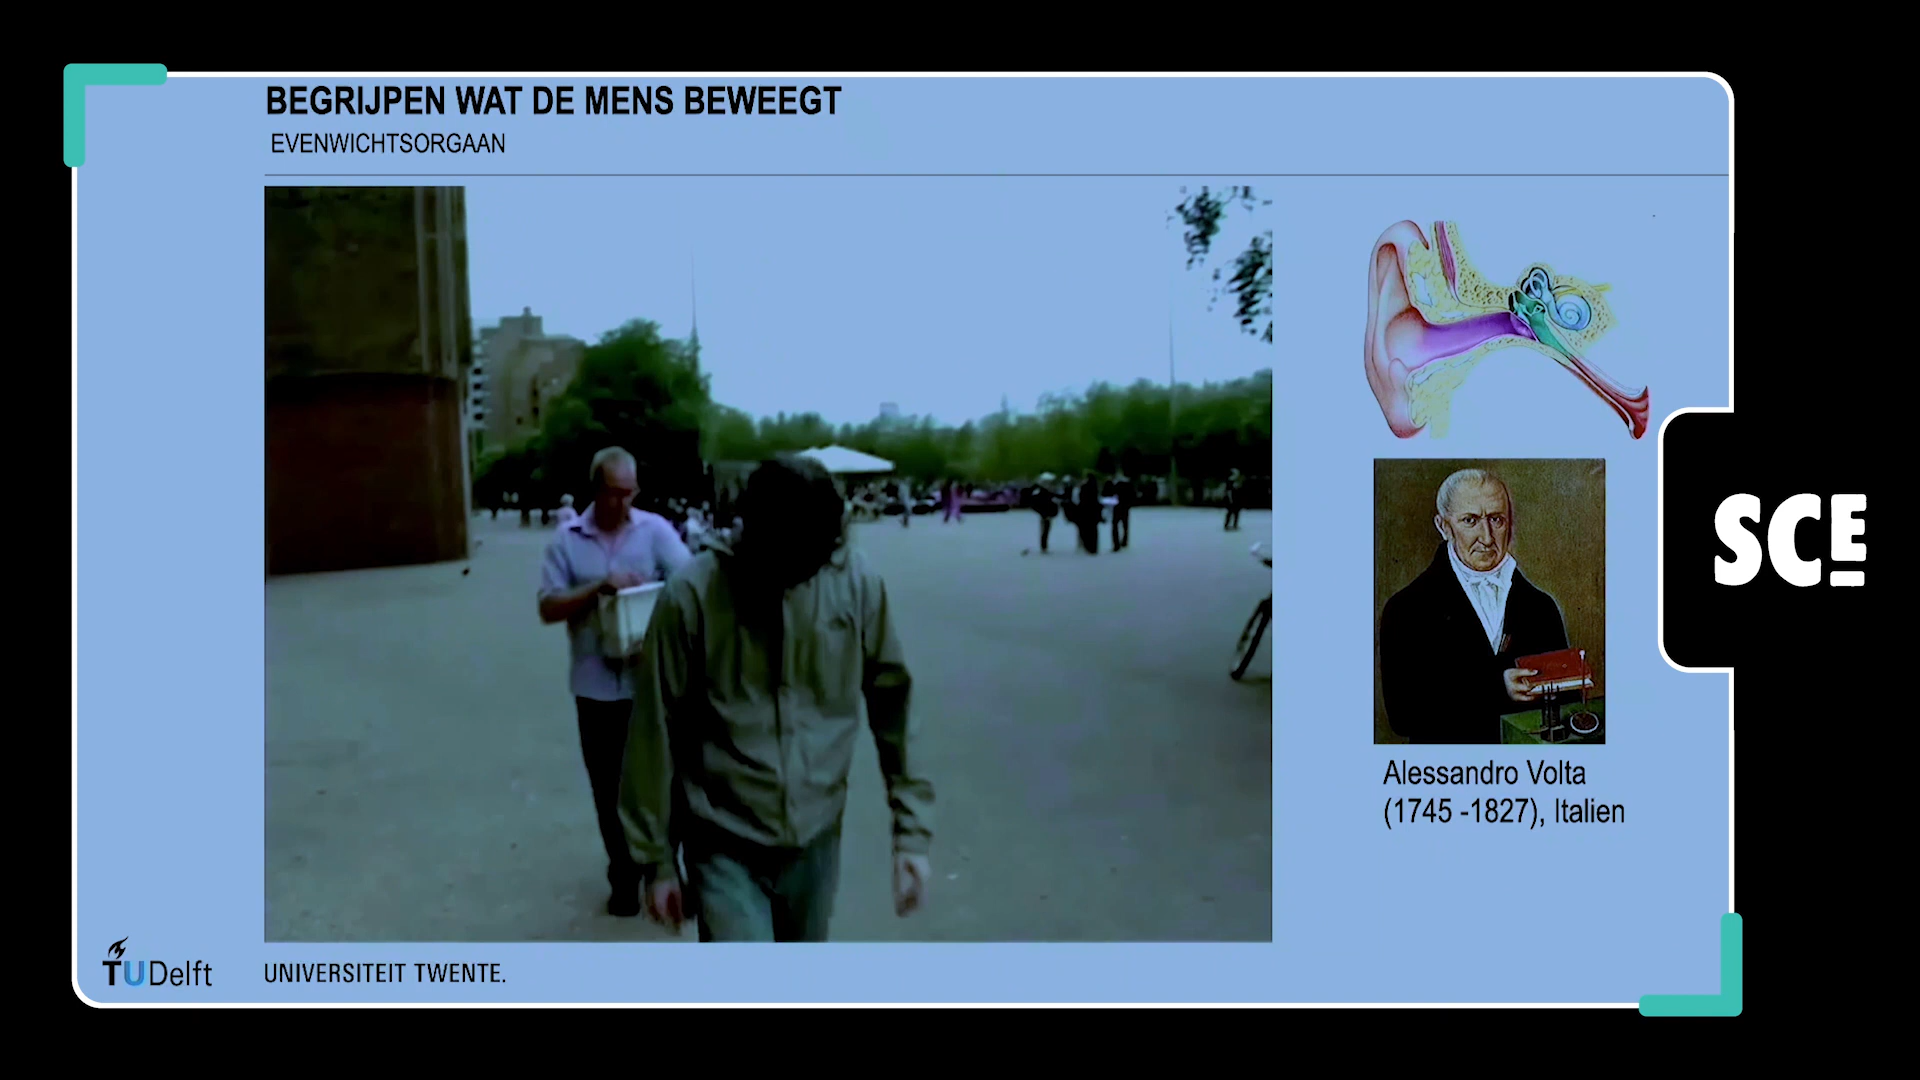 BEGRIJPEN WAT DE MENS BEWEEGT
EVENWICHTSORGAAN
Alessandro Volta
(1745 -1827), Italien
TUDelft
UNIVERSITEIT TWENTE.
SCE